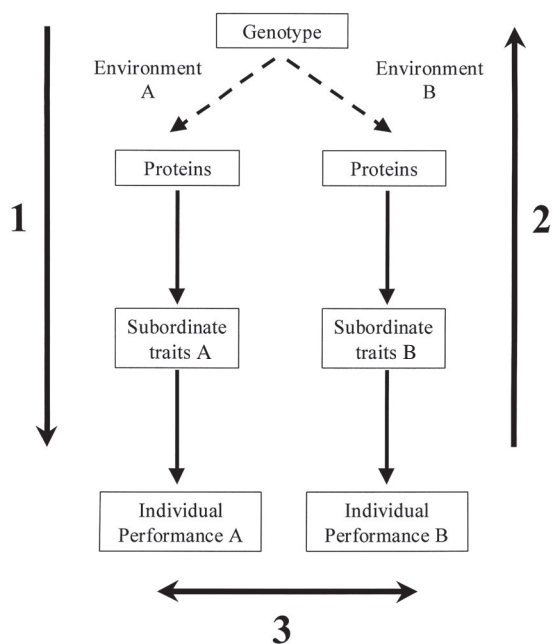 Genotype
Environment
A
Environment
B
Proteins
Proteins
1
2
Subordinate
traits A
Subordinate
traits B
Individual
Performance A
Individual
Performance B
3